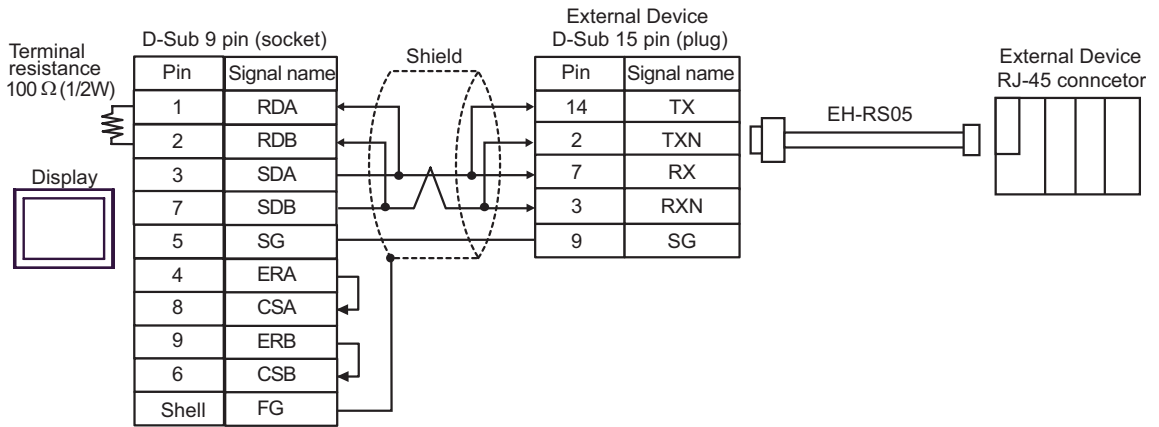 Terminal
resistance
100 Ω (1/2W)
D-Sub 9 pin (socket)
Pin Signal name
1 RDA
2 RDB
3 SDA
7 SDB
5 SG
4 ERA
8 CSA
9 ERB
6 CSB
Shell FG
Display
Shield
External Device
D-Sub 15 pin (plug)
Pin Signal name
14 TX
2 TXN
7 RX
3 RXN
9 SG
EH-RS05
External Device
RJ-45 conncetor